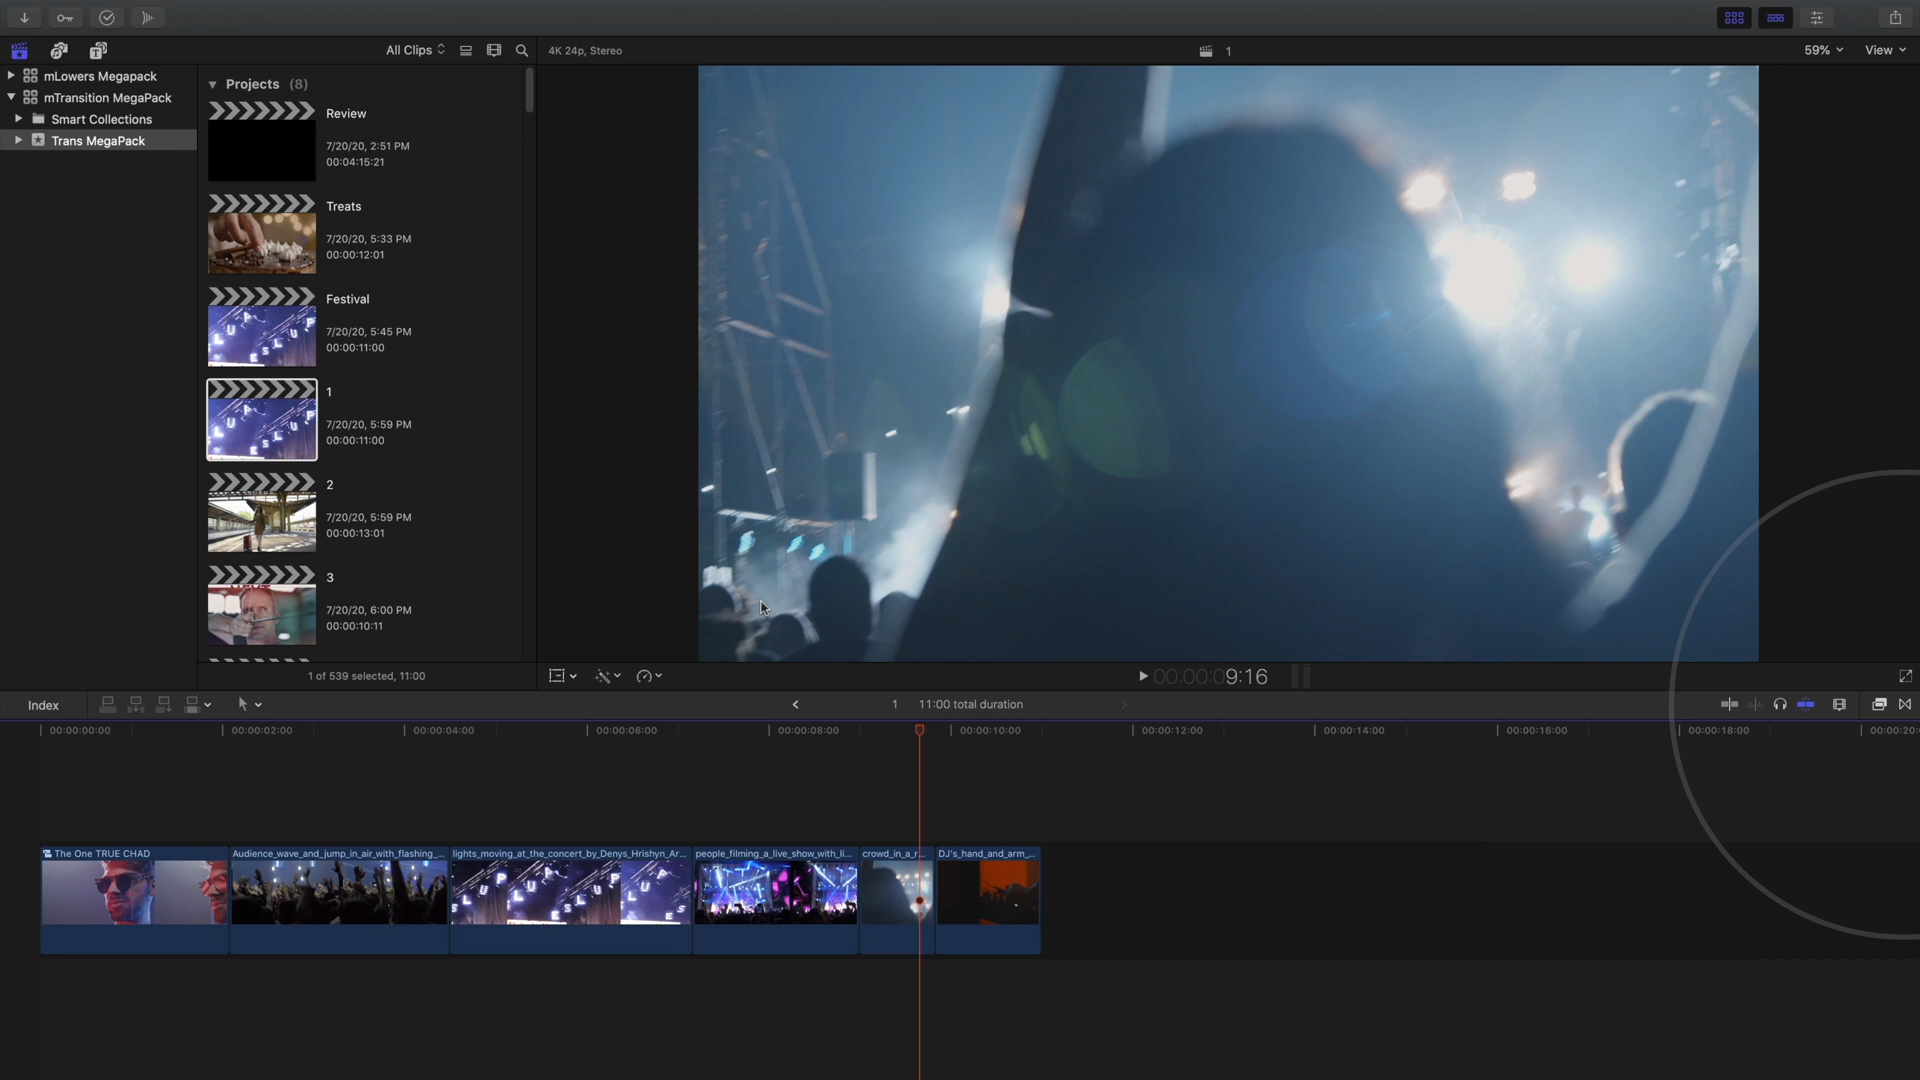 All Clips
4K 24p, Stereo
1
59%
View
mLowers Megapack
mTransition MegaPack
Smart Collections
Trans MegaPack
Projects (8)
Review
7/20/20, 2:51 PM
00:04:15:21
Treats
7/20/20, 5:33 PM
00:00:12:01
Festival
7/20/20, 5:45 PM
00:00:11:00
1
7/20/20, 5:59 PM
00:00:11:00
2
7/20/20, 5:59 PM
00:00:13:01
3
7/20/20, 6:00 PM
00:00:10:11
1 of 539 selected, 11:00
00:00:09:16
Index
1 11:00 total duration
00:00:00:00
00:00:02:00
00:00:04:00
00:00:06:00
00:00:08:00
00:00:10:00
00:00:12:00
00:00:14:00
00:00:16:00
00:00:18:00
00:00:20:
The One TRUE CHAD
Audience_wave_and_jump_in_air_with_flashing_...
lights_moving_at_the_concert_by_Denys_Hrishyn_Ar...
people_filming_a_live_show_with_li...
crowd_in_a_r...
DJ's_hand_and_arm_...